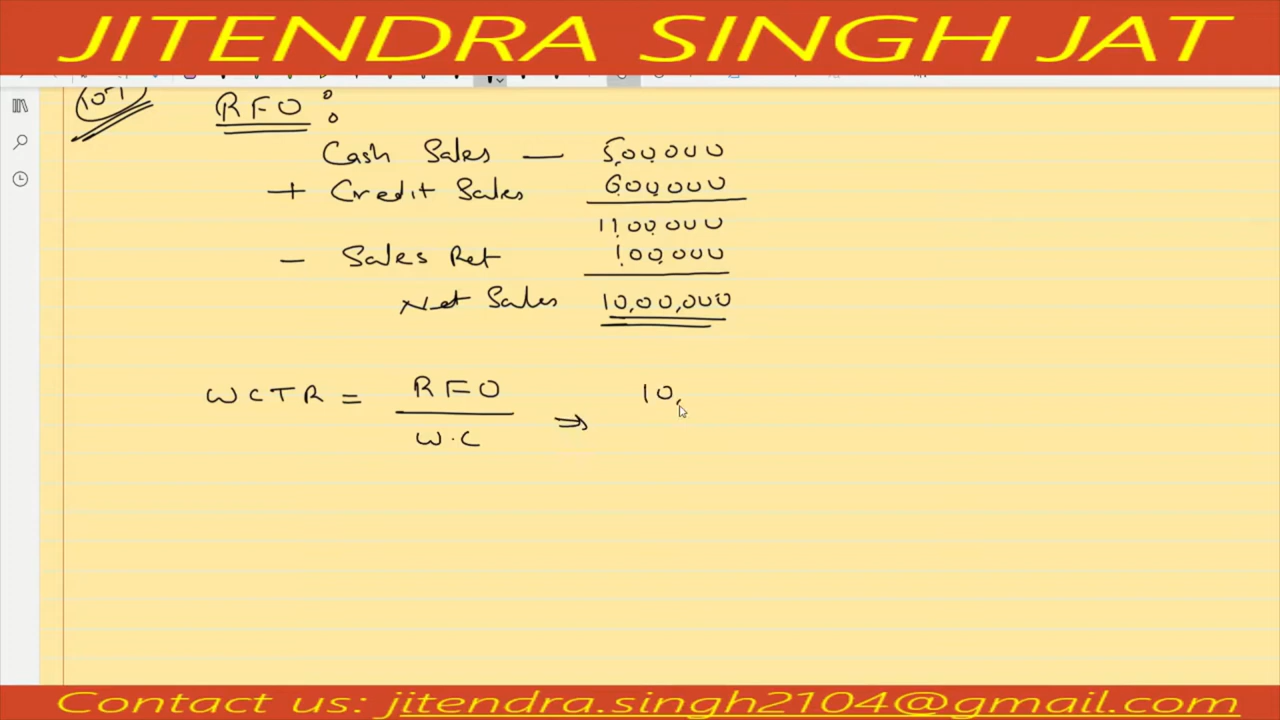 JITENDRA SINGH JAT
RFO :
Cash Sales — 5,00,000
+ Credit Sales 6,00,000
11,00,000
- Sales Ret 1,00,000
Net Sales 10,00,000
WCTR = RFO / W.C ⇒ 10,
Contact us: jitendra.singh2104@gmail.com